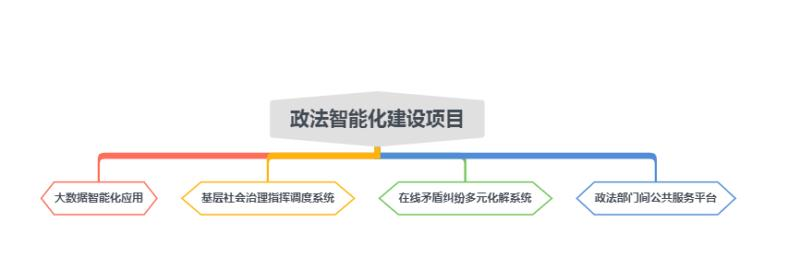 政法智能化建设项目
大数据智能化应用
基层社会治理指挥调度系统
在线矛盾纠纷多元化解系统
政法部门间公共服务平台